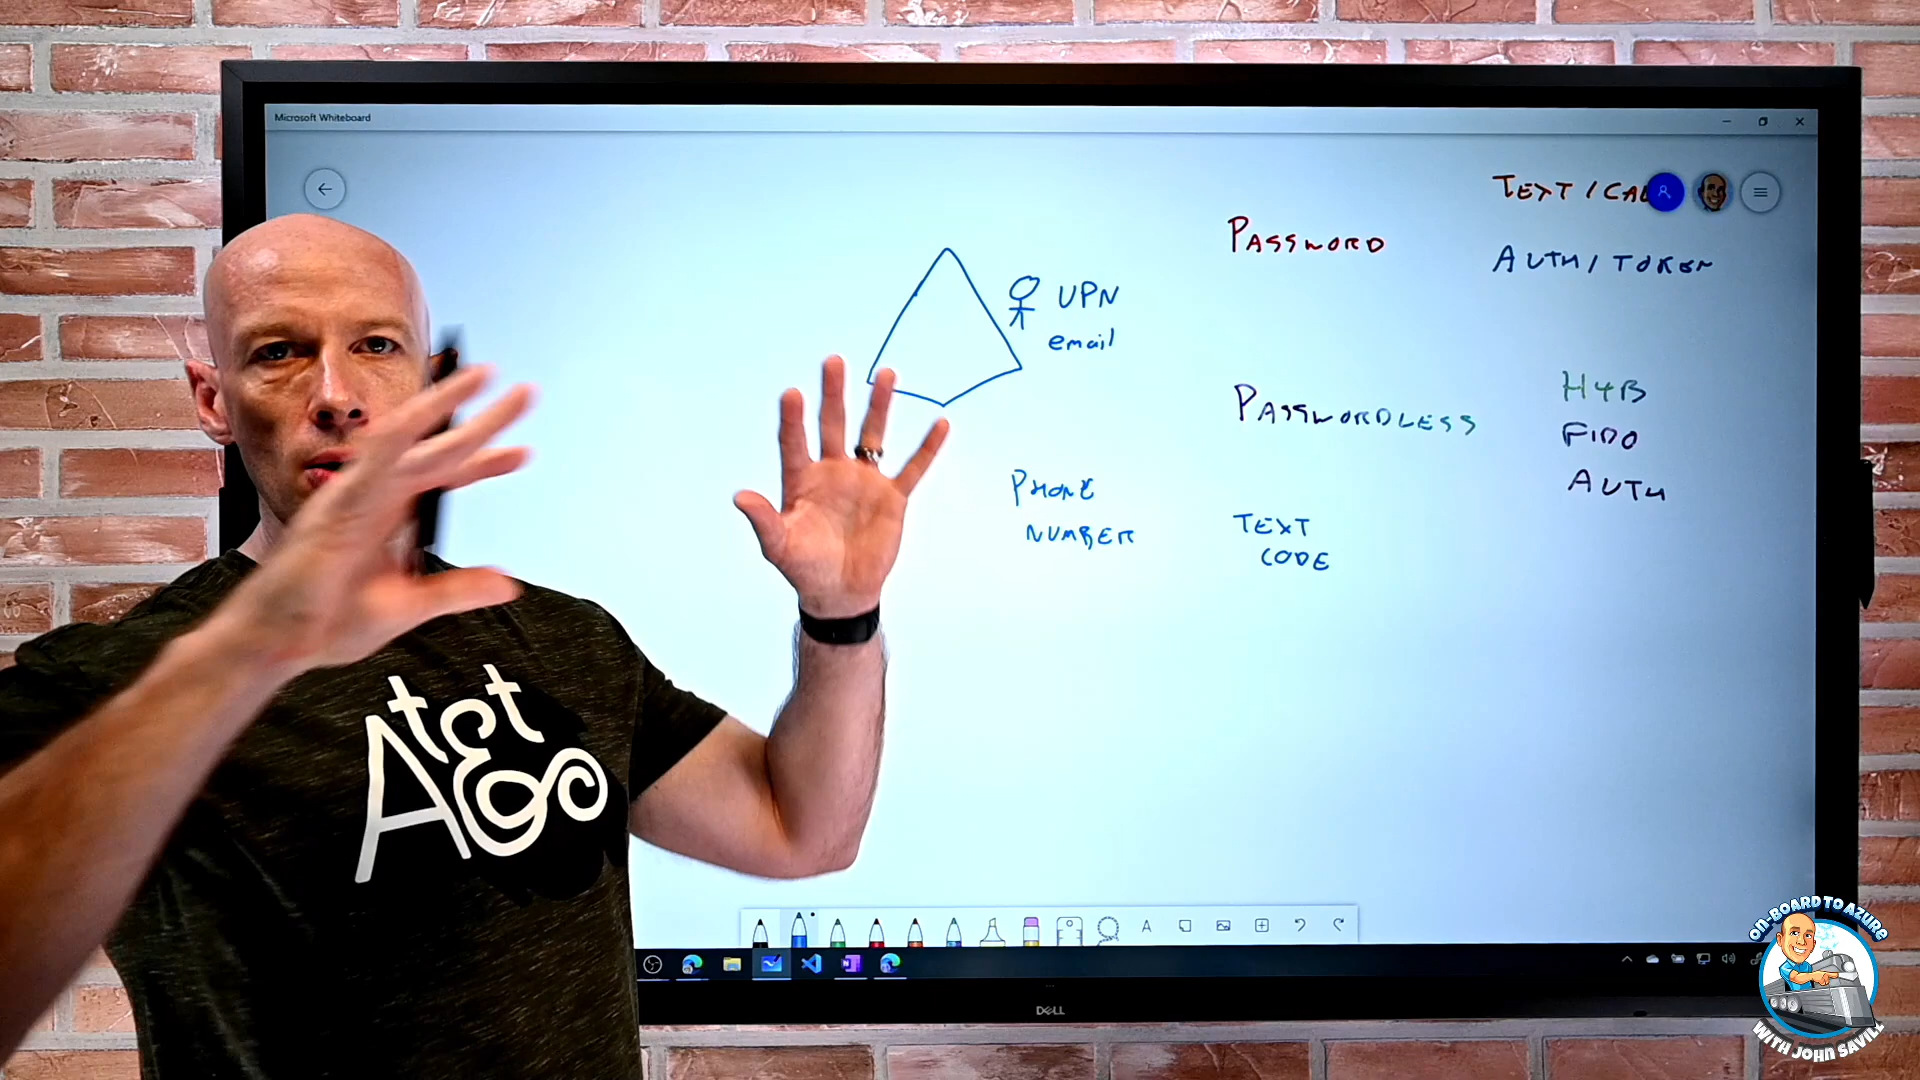 Microsoft Whiteboard
TEXT / CAL
PASSWORD
AUTH / TOKEN
UPN
email
H4B
PASSWORDLESS
FIDO
AUTH
PHONE
NUMBER
TEXT
CODE
A
DELL
ON-BOARD TO AZURE
WITH JOHN SAVILL